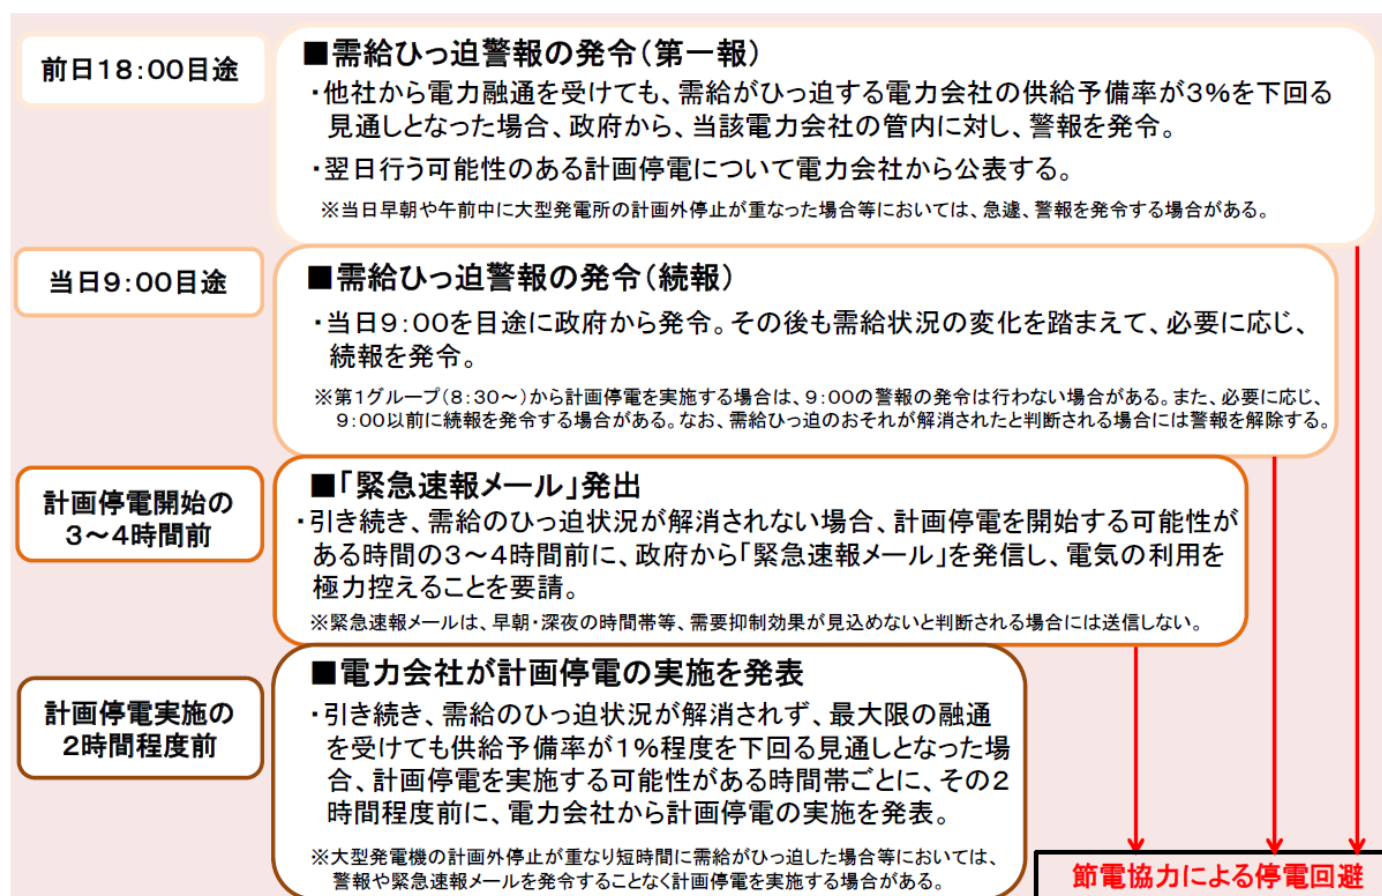 前日18:00目途
■需給ひっ迫警報の発令(第一報)
・他社から電力融通を受けても、需給がひっ迫する電力会社の供給予備率が3%を下回る
見通しとなった場合、政府から、当該電力会社の管内に対し、警報を発令。
・翌日行う可能性のある計画停電について電力会社から公表する。
※当日早朝や午前中に大型発電所の計画外停止が重なった場合等においては、急遽、警報を発令する場合がある。
当日9:00目途
■需給ひっ迫警報の発令(続報)
・当日9:00を目途に政府から発令。その後も需給状況の変化を踏まえて、必要に応じ、
続報を発令。
※第1グループ(8:30~)から計画停電を実施する場合は、9:00の警報の発令は行わない場合がある。また、必要に応じ、
9:00以前に続報を発令する場合がある。なお、需給ひっ迫のおそれが解消されたと判断される場合には警報を解除する。
計画停電開始の
3~4時間前
■「緊急速報メール」発出
・引き続き、需給のひっ迫状況が解消されない場合、計画停電を開始する可能性が
ある時間の3~4時間前に、政府から「緊急速報メール」を発信し、電気の利用を
極力控えることを要請。
※緊急速報メールは、早朝・深夜の時間帯等、需要抑制効果が見込めないと判断される場合には送信しない。
計画停電実施の
2時間程度前
■電力会社が計画停電の実施を発表
・引き続き、需給のひっ迫状況が解消されず、最大限の融通
を受けても供給予備率が1%程度を下回る見通しとなった場
合、計画停電を実施する可能性がある時間帯ごとに、その2
時間程度前に、電力会社から計画停電の実施を発表。
※大型発電機の計画外停止が重なり短時間に需給がひっ迫した場合等においては、
警報や緊急速報メールを発令することなく計画停電を実施する場合がある。
節電協力による停電回避